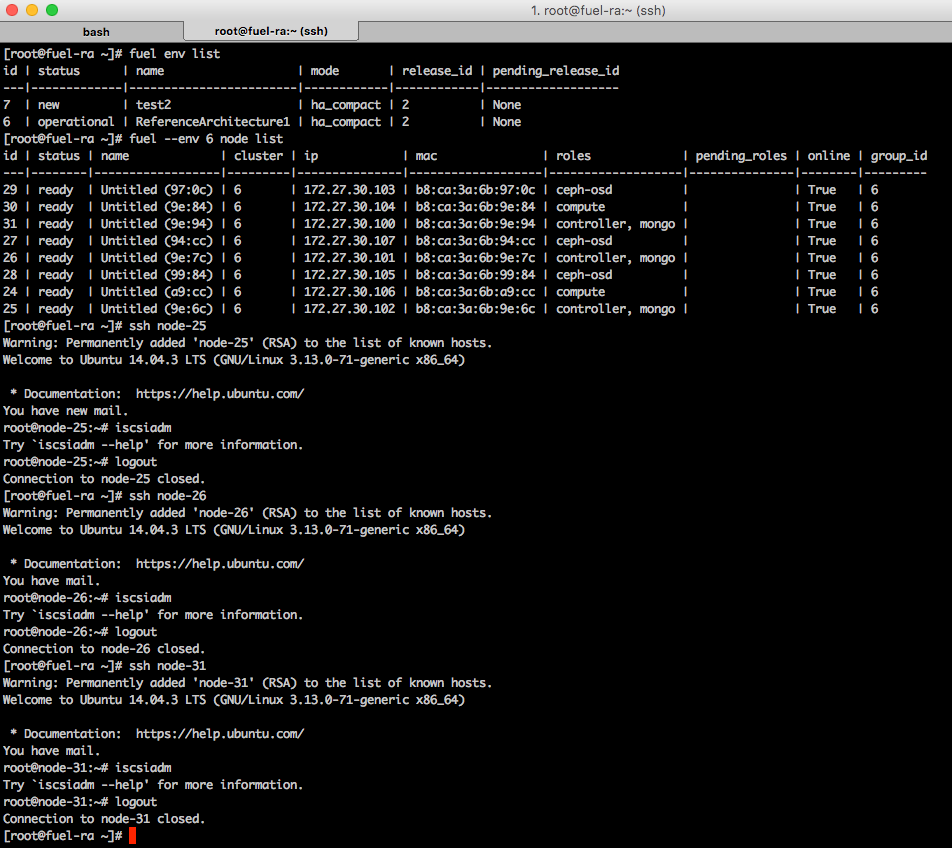 1. root@fuel-ra:~ (ssh)
bash root@fuel-ra:~ (ssh)
[root@fuel-ra ~]# fuel env list
id | status      | name                   | mode       | release_id | pending_release_id
---|-------------|------------------------|------------|------------|-------------------
7  | new         | test2                  | ha_compact | 2          | None
6  | operational | ReferenceArchitecture1 | ha_compact | 2          | None
[root@fuel-ra ~]# fuel --env 6 node list
id | status | name             | cluster | ip            | mac               | roles             | pending_roles | online | group_id
---|--------|------------------|---------|---------------|-------------------|-------------------|---------------|--------|---------
29 | ready  | Untitled (97:0c) | 6       | 172.27.30.103 | b8:ca:3a:6b:97:0c | ceph-osd          |               | True   | 6
30 | ready  | Untitled (9e:84) | 6       | 172.27.30.104 | b8:ca:3a:6b:9e:84 | compute           |               | True   | 6
31 | ready  | Untitled (9e:94) | 6       | 172.27.30.100 | b8:ca:3a:6b:9e:94 | controller, mongo |               | True   | 6
27 | ready  | Untitled (94:cc) | 6       | 172.27.30.107 | b8:ca:3a:6b:94:cc | ceph-osd          |               | True   | 6
26 | ready  | Untitled (9e:7c) | 6       | 172.27.30.101 | b8:ca:3a:6b:9e:7c | controller, mongo |               | True   | 6
28 | ready  | Untitled (99:84) | 6       | 172.27.30.105 | b8:ca:3a:6b:99:84 | ceph-osd          |               | True   | 6
24 | ready  | Untitled (a9:cc) | 6       | 172.27.30.106 | b8:ca:3a:6b:a9:cc | compute           |               | True   | 6
25 | ready  | Untitled (9e:6c) | 6       | 172.27.30.102 | b8:ca:3a:6b:9e:6c | controller, mongo |               | True   | 6
[root@fuel-ra ~]# ssh node-25
Warning: Permanently added 'node-25' (RSA) to the list of known hosts.
Welcome to Ubuntu 14.04.3 LTS (GNU/Linux 3.13.0-71-generic x86_64)
* Documentation:  https://help.ubuntu.com/
You have new mail.
root@node-25:~# iscsiadm
Try `iscsiadm --help' for more information.
root@node-25:~# logout
Connection to node-25 closed.
[root@fuel-ra ~]# ssh node-26
Warning: Permanently added 'node-26' (RSA) to the list of known hosts.
Welcome to Ubuntu 14.04.3 LTS (GNU/Linux 3.13.0-71-generic x86_64)
* Documentation:  https://help.ubuntu.com/
You have mail.
root@node-26:~# iscsiadm
Try `iscsiadm --help' for more information.
root@node-26:~# logout
Connection to node-26 closed.
[root@fuel-ra ~]# ssh node-31
Warning: Permanently added 'node-31' (RSA) to the list of known hosts.
Welcome to Ubuntu 14.04.3 LTS (GNU/Linux 3.13.0-71-generic x86_64)
* Documentation:  https://help.ubuntu.com/
You have mail.
root@node-31:~# iscsiadm
Try `iscsiadm --help' for more information.
root@node-31:~# logout
Connection to node-31 closed.
[root@fuel-ra ~]#